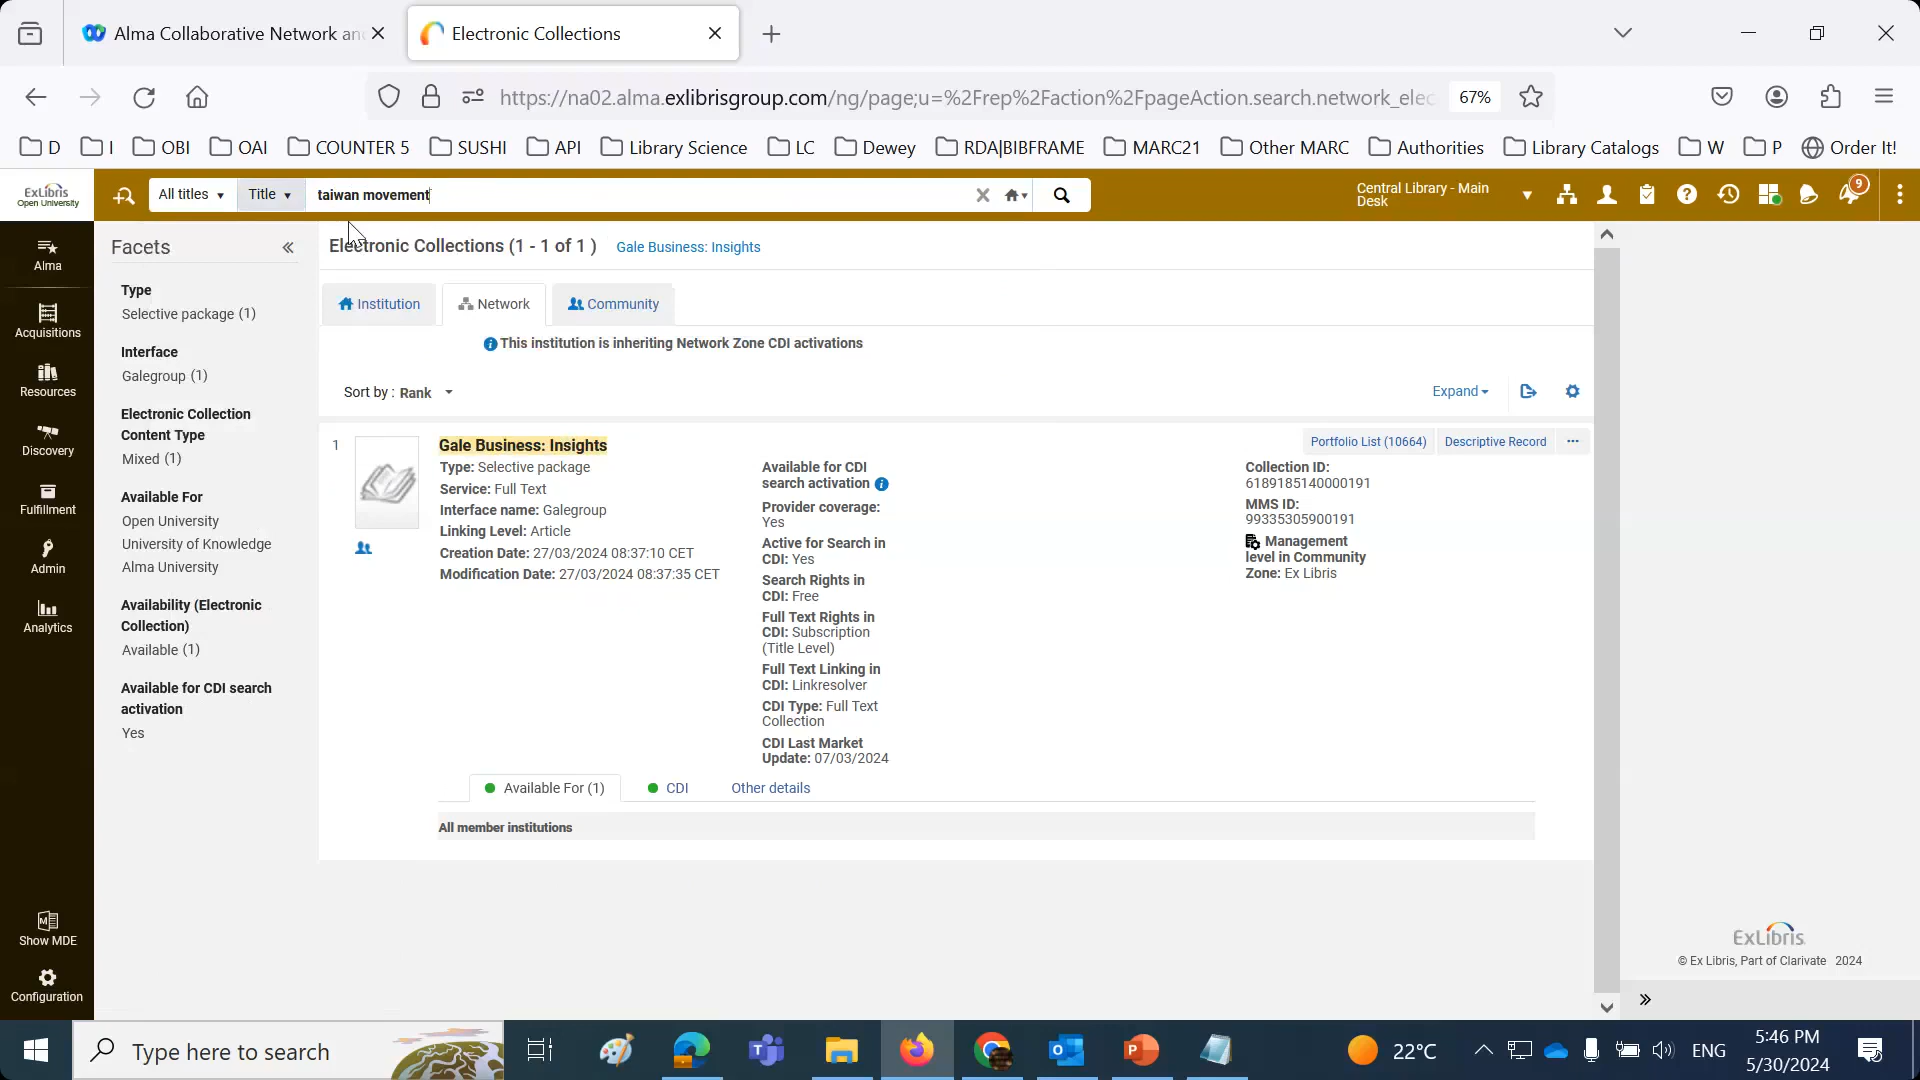 Alma Collaborative Network an
Electronic Collections
https://na02.alma.exlibrisgroup.com/ng/page;u=%2Frep%2Faction%2FpageAction.search.network_elec
67%
D
I
OBI
OAI
COUNTER 5
SUSHI
API
Library Science
LC
Dewey
RDA|BIBFRAME
MARC21
Other MARC
Authorities
Library Catalogs
W
P
Order It!
ExLibris
Open University
All titles
Title
taiwan movement
Central Library - Main
Desk
9
Alma
Acquisitions
Resources
Discovery
Fulfillment
Admin
Analytics
Show MDE
Configuration
Facets
Type
Selective package (1)
Interface
Galegroup (1)
Electronic Collection
Content Type
Mixed (1)
Available For
Open University
University of Knowledge
Alma University
Availability (Electronic
Collection)
Available (1)
Available for CDI search
activation
Yes
Electronic Collections (1 - 1 of 1 ) Gale Business: Insights
Institution
Network
Community
This institution is inheriting Network Zone CDI activations
Sort by : Rank
Expand
1
Gale Business: Insights
Portfolio List (10664)
Descriptive Record
Type: Selective package
Service: Full Text
Interface name: Galegroup
Linking Level: Article
Creation Date: 27/03/2024 08:37:10 CET
Modification Date: 27/03/2024 08:37:35 CET
Available for CDI
search activation
Provider coverage:
Yes
Active for Search in
CDI: Yes
Search Rights in
CDI: Free
Full Text Rights in
CDI: Subscription
(Title Level)
Full Text Linking in
CDI: Linkresolver
CDI Type: Full Text
Collection
CDI Last Market
Update: 07/03/2024
Collection ID:
6189185140000191
MMS ID:
99335305900191
Management
level in Community
Zone: Ex Libris
Available For (1)
CDI
Other details
All member institutions
ExLibris
© Ex Libris, Part of Clarivate 2024
Type here to search
22°C
ENG
5:46 PM
5/30/2024